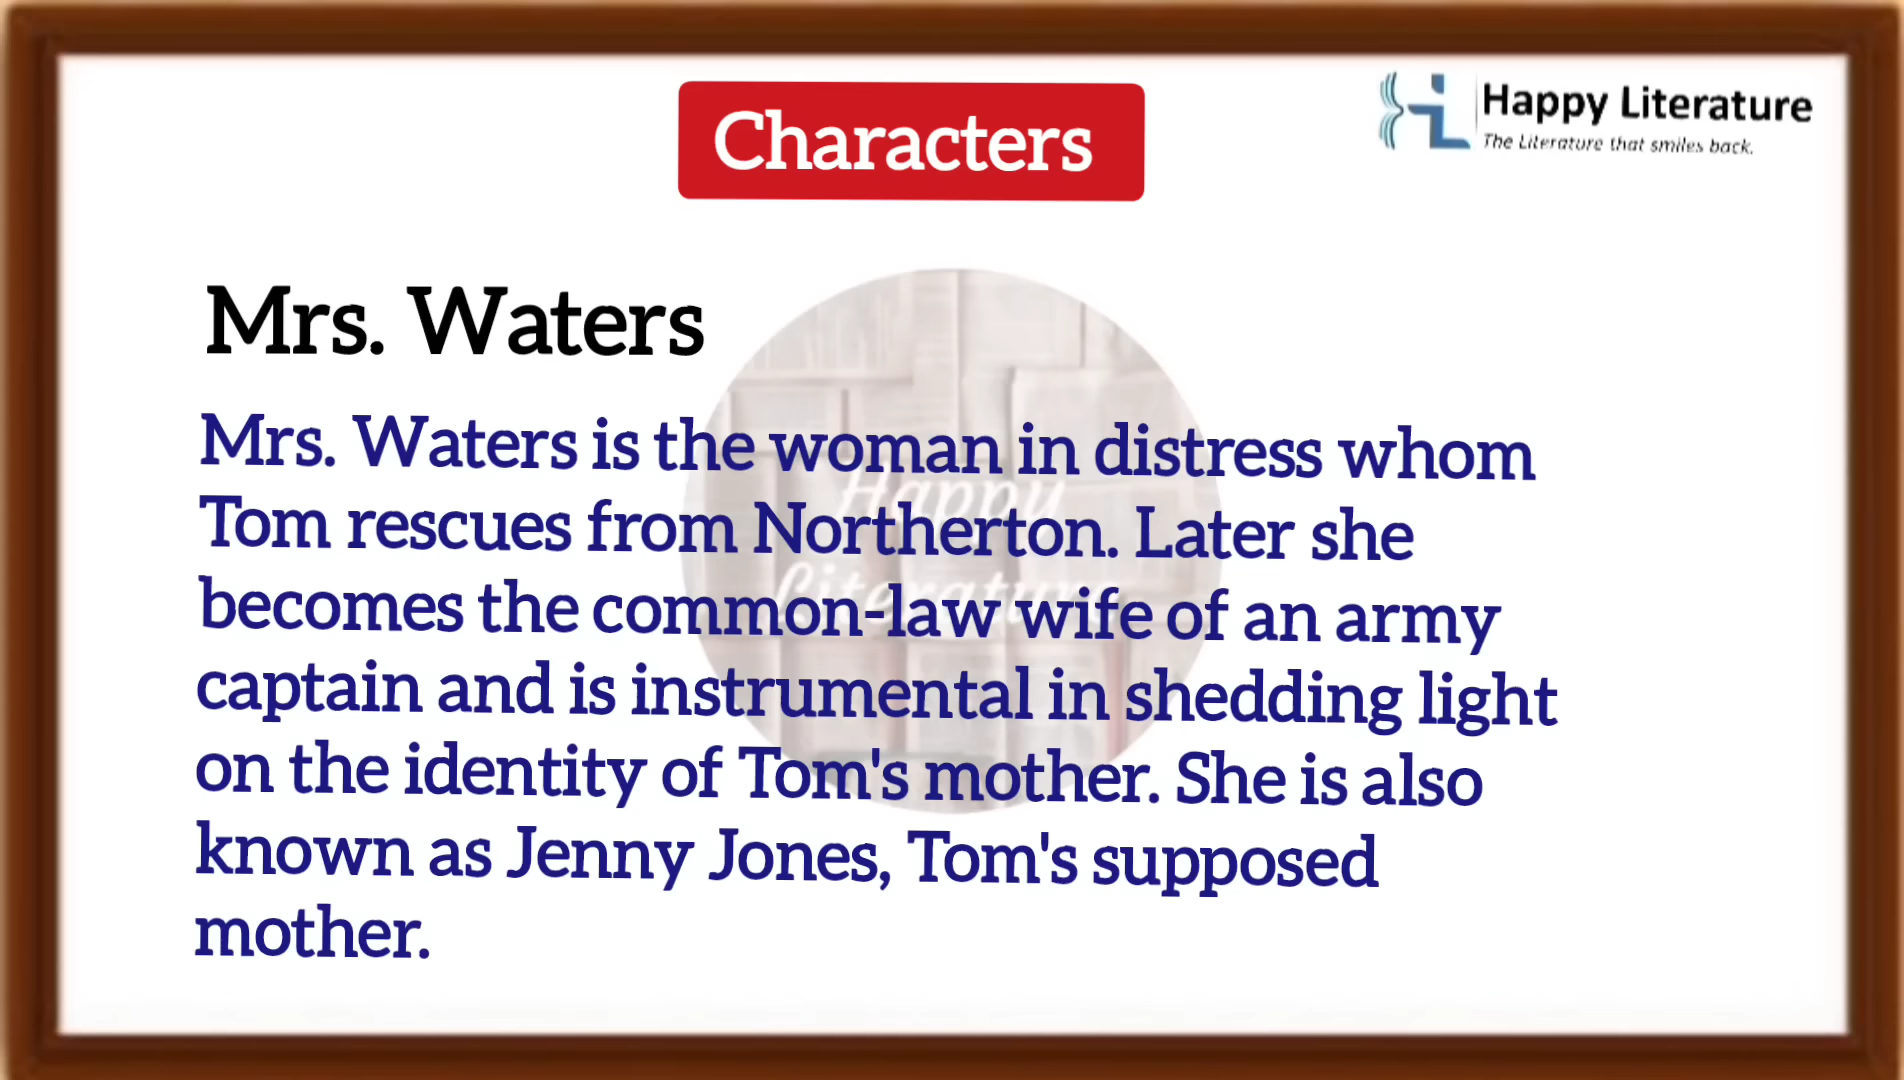 Characters
Happy Literature
The Literature that smiles back.
Mrs. Waters
Mrs. Waters is the woman in distress whom
Tom rescues from Northerton. Later she
becomes the common-law wife of an army
captain and is instrumental in shedding light
on the identity of Tom's mother. She is also
known as Jenny Jones, Tom's supposed
mother.
Happy
Literature